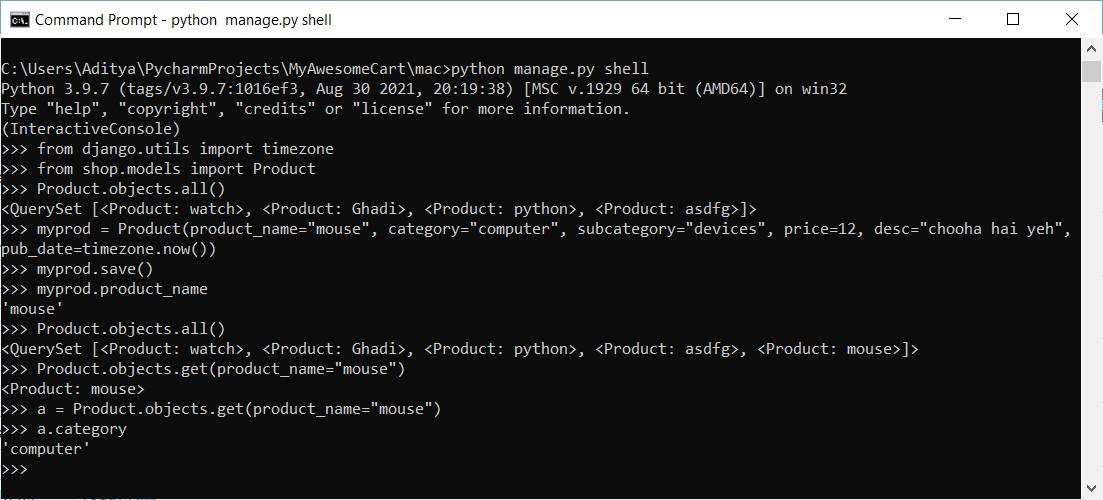 Command Prompt - python  manage.py shell
C:\Users\Aditya\PycharmProjects\MyAwesomeCart\mac>python manage.py shell
Python 3.9.7 (tags/v3.9.7:1016ef3, Aug 30 2021, 20:19:38) [MSC v.1929 64 bit (AMD64)] on win32
Type "help", "copyright", "credits" or "license" for more information.
(InteractiveConsole)
>>> from django.utils import timezone
>>> from shop.models import Product
>>> Product.objects.all()
<QuerySet [<Product: watch>, <Product: Ghadi>, <Product: python>, <Product: asdfg>]>
>>> myprod = Product(product_name="mouse", category="computer", subcategory="devices", price=12, desc="chooha hai yeh",
pub_date=timezone.now())
>>> myprod.save()
>>> myprod.product_name
'mouse'
>>> Product.objects.all()
<QuerySet [<Product: watch>, <Product: Ghadi>, <Product: python>, <Product: asdfg>, <Product: mouse>]>
>>> Product.objects.get(product_name="mouse")
<Product: mouse>
>>> a = Product.objects.get(product_name="mouse")
>>> a.category
'computer'
>>>